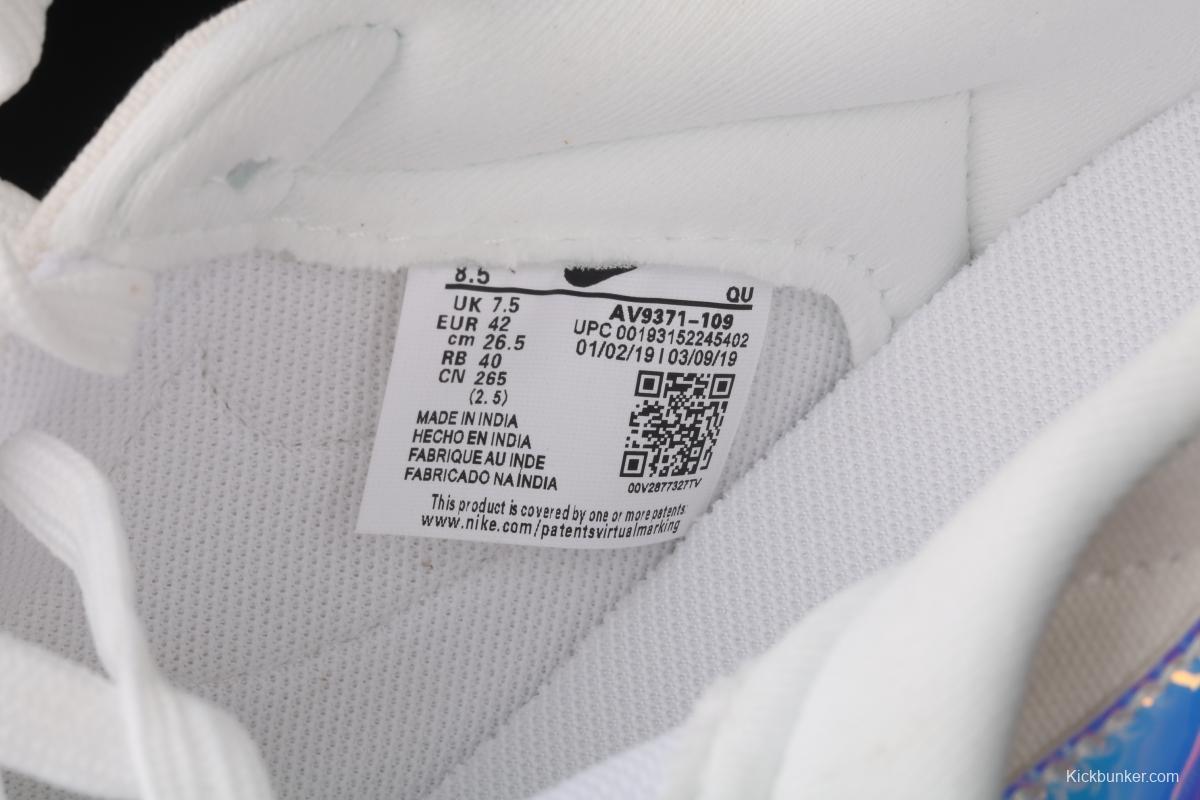 8.5
QU
UK 7.5
EUR 42
cm 26.5
RB 40
CN 265
(2.5)
AV9371-109
UPC 00193152245402
01/02/19 | 03/09/19
00V2877327TV
MADE IN INDIA
HECHO EN INDIA
FABRIQUE AU INDE
FABRICADO NA ÍNDIA
This product is covered by one or more patents:
www.nike.com/patentsvirtualmarking
Kickbunker.com